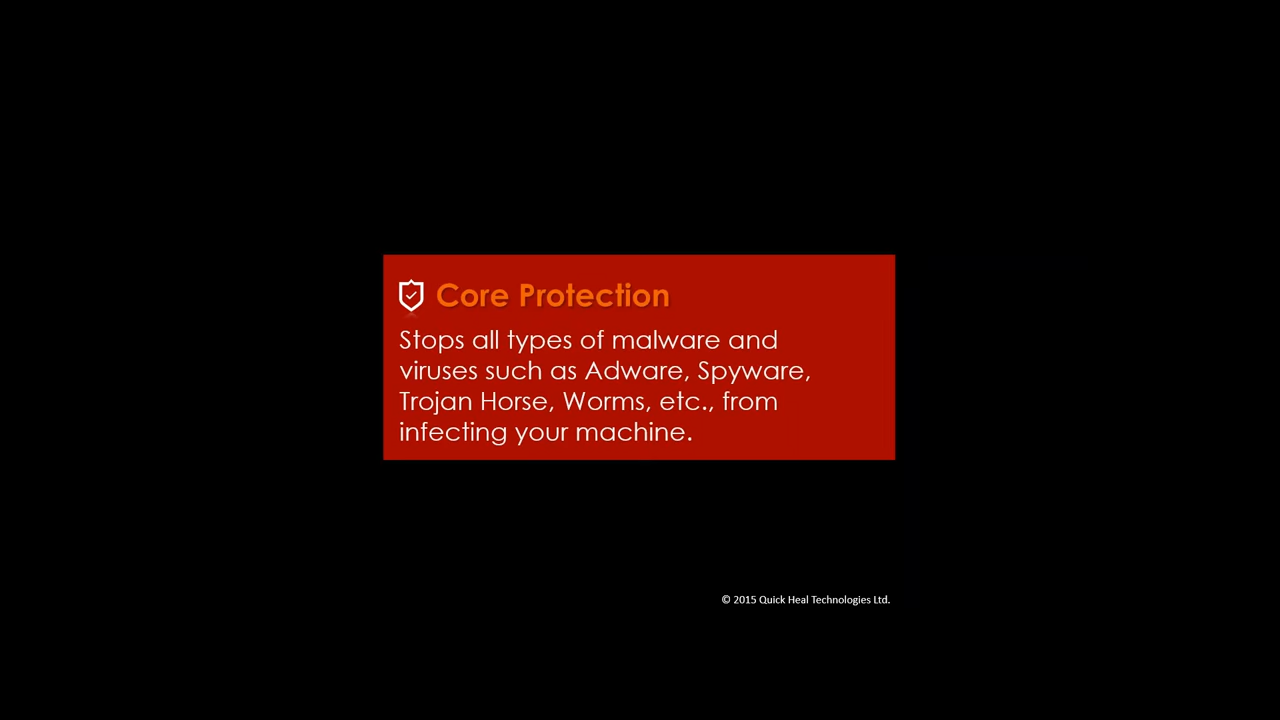 Core Protection
Stops all types of malware and
viruses such as Adware, Spyware,
Trojan Horse, Worms, etc., from
infecting your machine.
© 2015 Quick Heal Technologies Ltd.